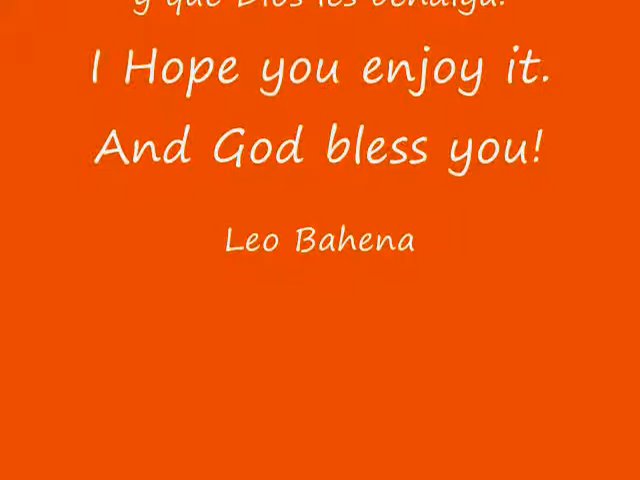 y que Dios les bendiga!
I Hope you enjoy it.
And God bless you!
Leo Bahena